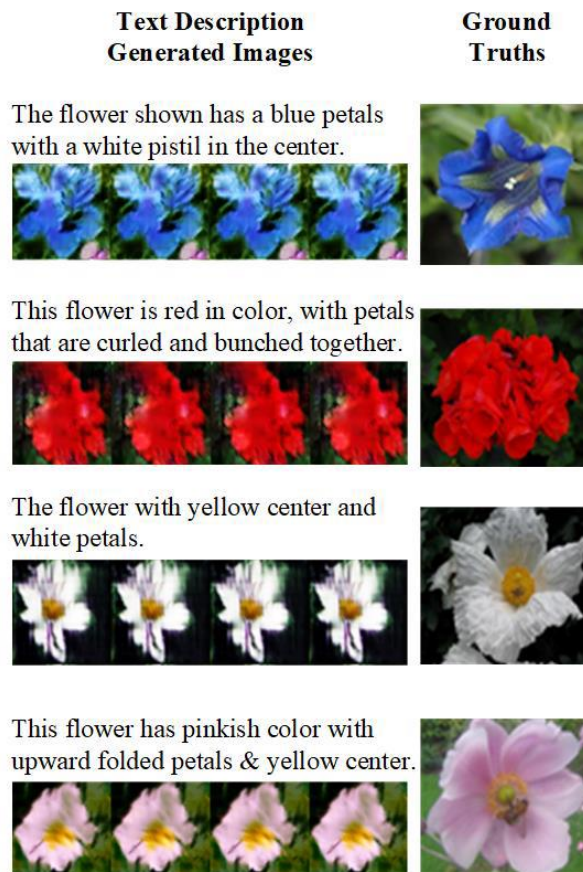 Text Description
Generated Images
Ground
Truths
The flower shown has a blue petals
with a white pistil in the center.
This flower is red in color, with petals
that are curled and bunched together.
The flower with yellow center and
white petals.
This flower has pinkish color with
upward folded petals & yellow center.